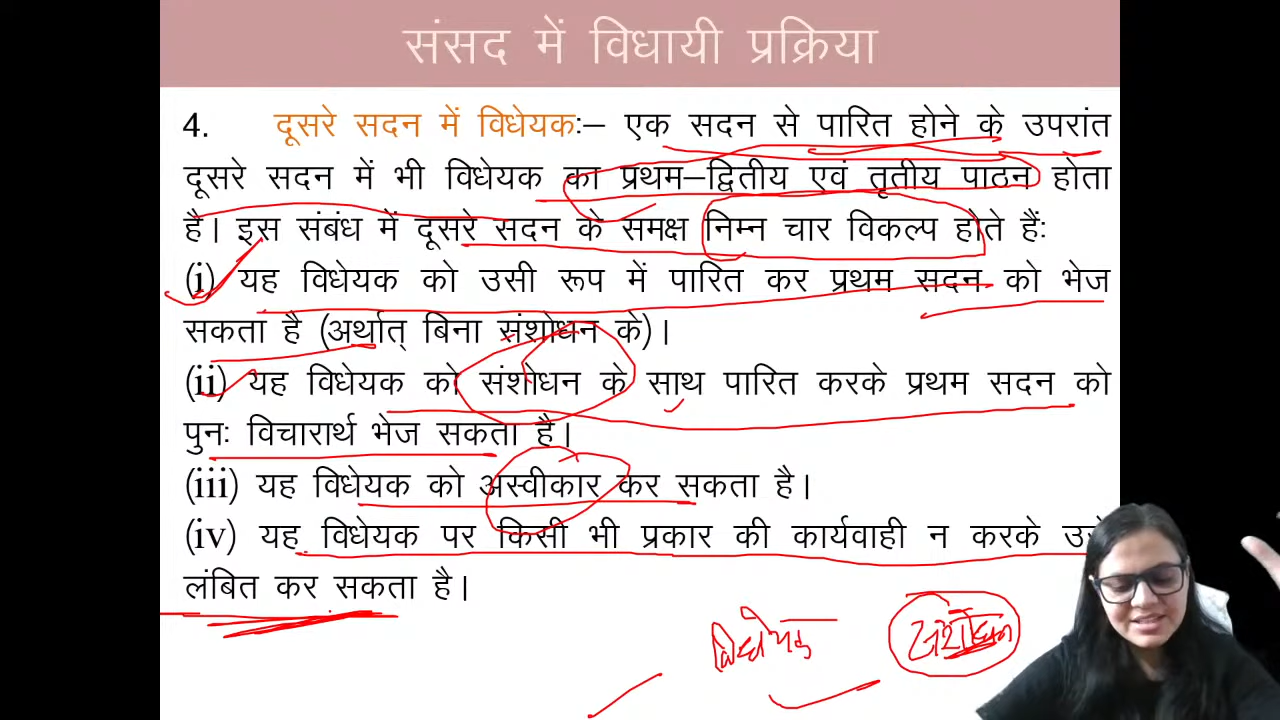 संसद में विधायी प्रक्रिया
4. दूसरे सदन में विधेयकः– एक सदन से पारित होने के उपरांत
दूसरे सदन में भी विधेयक का प्रथम–द्वितीय एवं तृतीय पाठन होता
है। इस संबंध में दूसरे सदन के समक्ष निम्न चार विकल्प होते हैंः
(i) यह विधेयक को उसी रूप में पारित कर प्रथम सदन को भेज
सकता है (अर्थात् बिना संशोधन के)।
(ii) यह विधेयक को संशोधन के साथ पारित करके प्रथम सदन को
पुनः विचारार्थ भेज सकता है।
(iii) यह विधेयक को अस्वीकार कर सकता है।
(iv) यह विधेयक पर किसी भी प्रकार की कार्यवाही न करके
लंबित कर सकता है।
विधेयक संशोधन